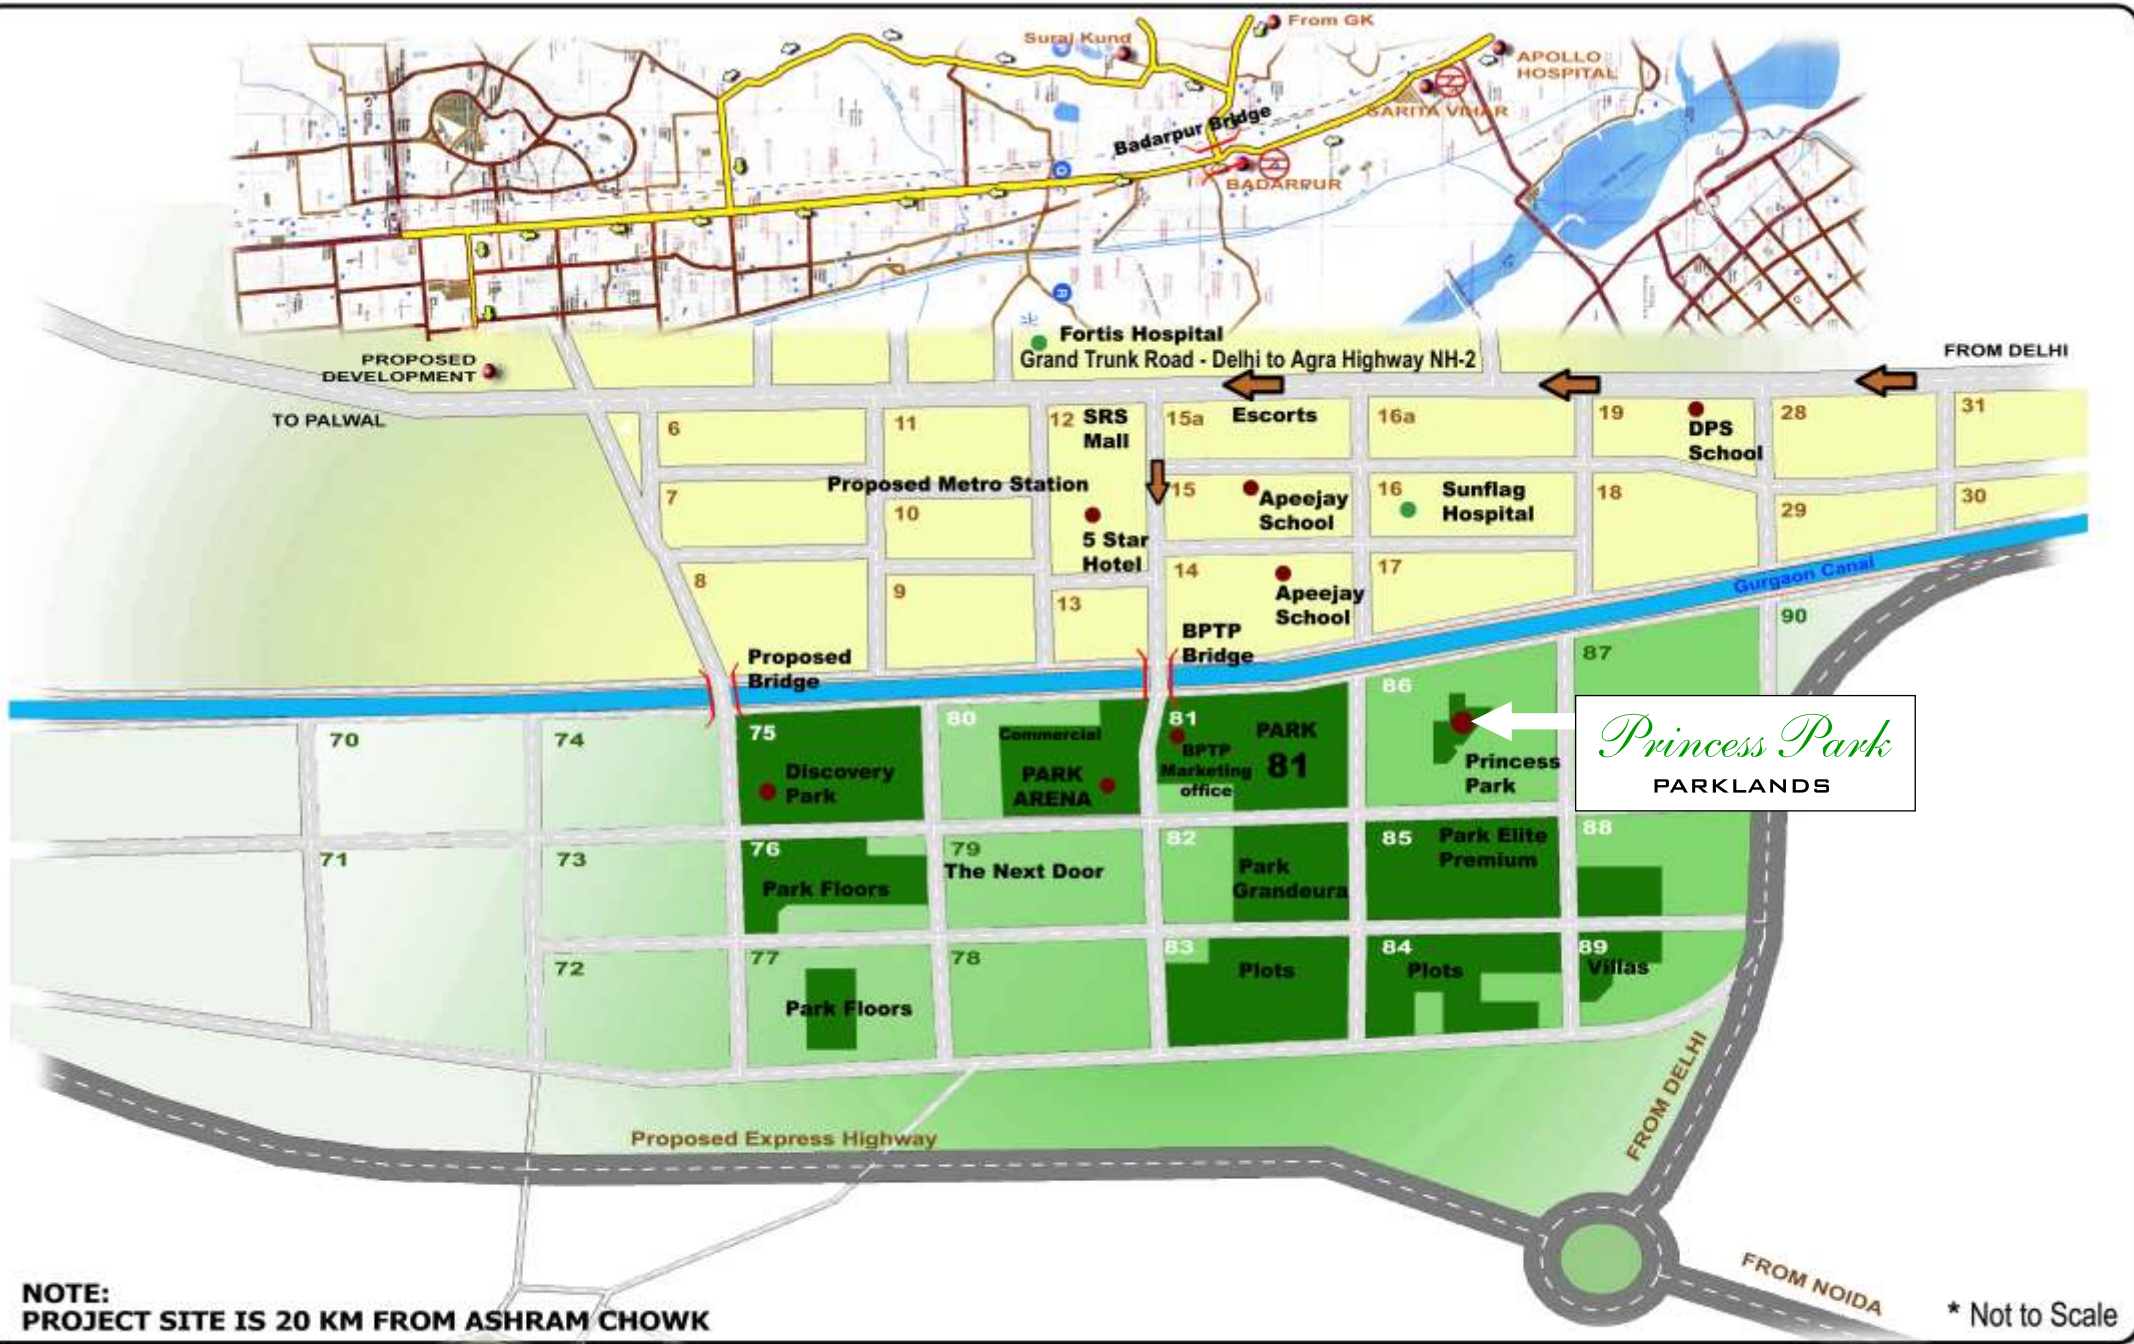 From GK
Suraj Kund
APOLLO
HOSPITAL
SARITA VIHAR
Badarpur Bridge
BADARPUR
Fortis Hospital
Grand Trunk Road - Delhi to Agra Highway NH-2
FROM DELHI
PROPOSED
DEVELOPMENT
TO PALWAL
6
11
12
SRS
Mall
15a
Escorts
16a
19
DPS
School
28
31
7
Proposed Metro Station
10
5 Star
Hotel
15
Apeejay
School
16
Sunflag
Hospital
18
29
30
8
9
13
14
Apeejay
School
17
Gurgaon Canal
Proposed
Bridge
BPTP
Bridge
90
70
74
75
Discovery
Park
80
Commercial
PARK
ARENA
81
BPTP
Marketing
office
PARK
81
86
Princess
Park
87
Princess Park
PARKLANDS
71
73
76
Park Floors
79
The Next Door
82
Park
Grandeura
85
Park Elite
Premium
88
72
77
Park Floors
78
83
Plots
84
Plots
89
Villas
FROM DELHI
Proposed Express Highway
FROM NOIDA
NOTE:
PROJECT SITE IS 20 KM FROM ASHRAM CHOWK
* Not to Scale